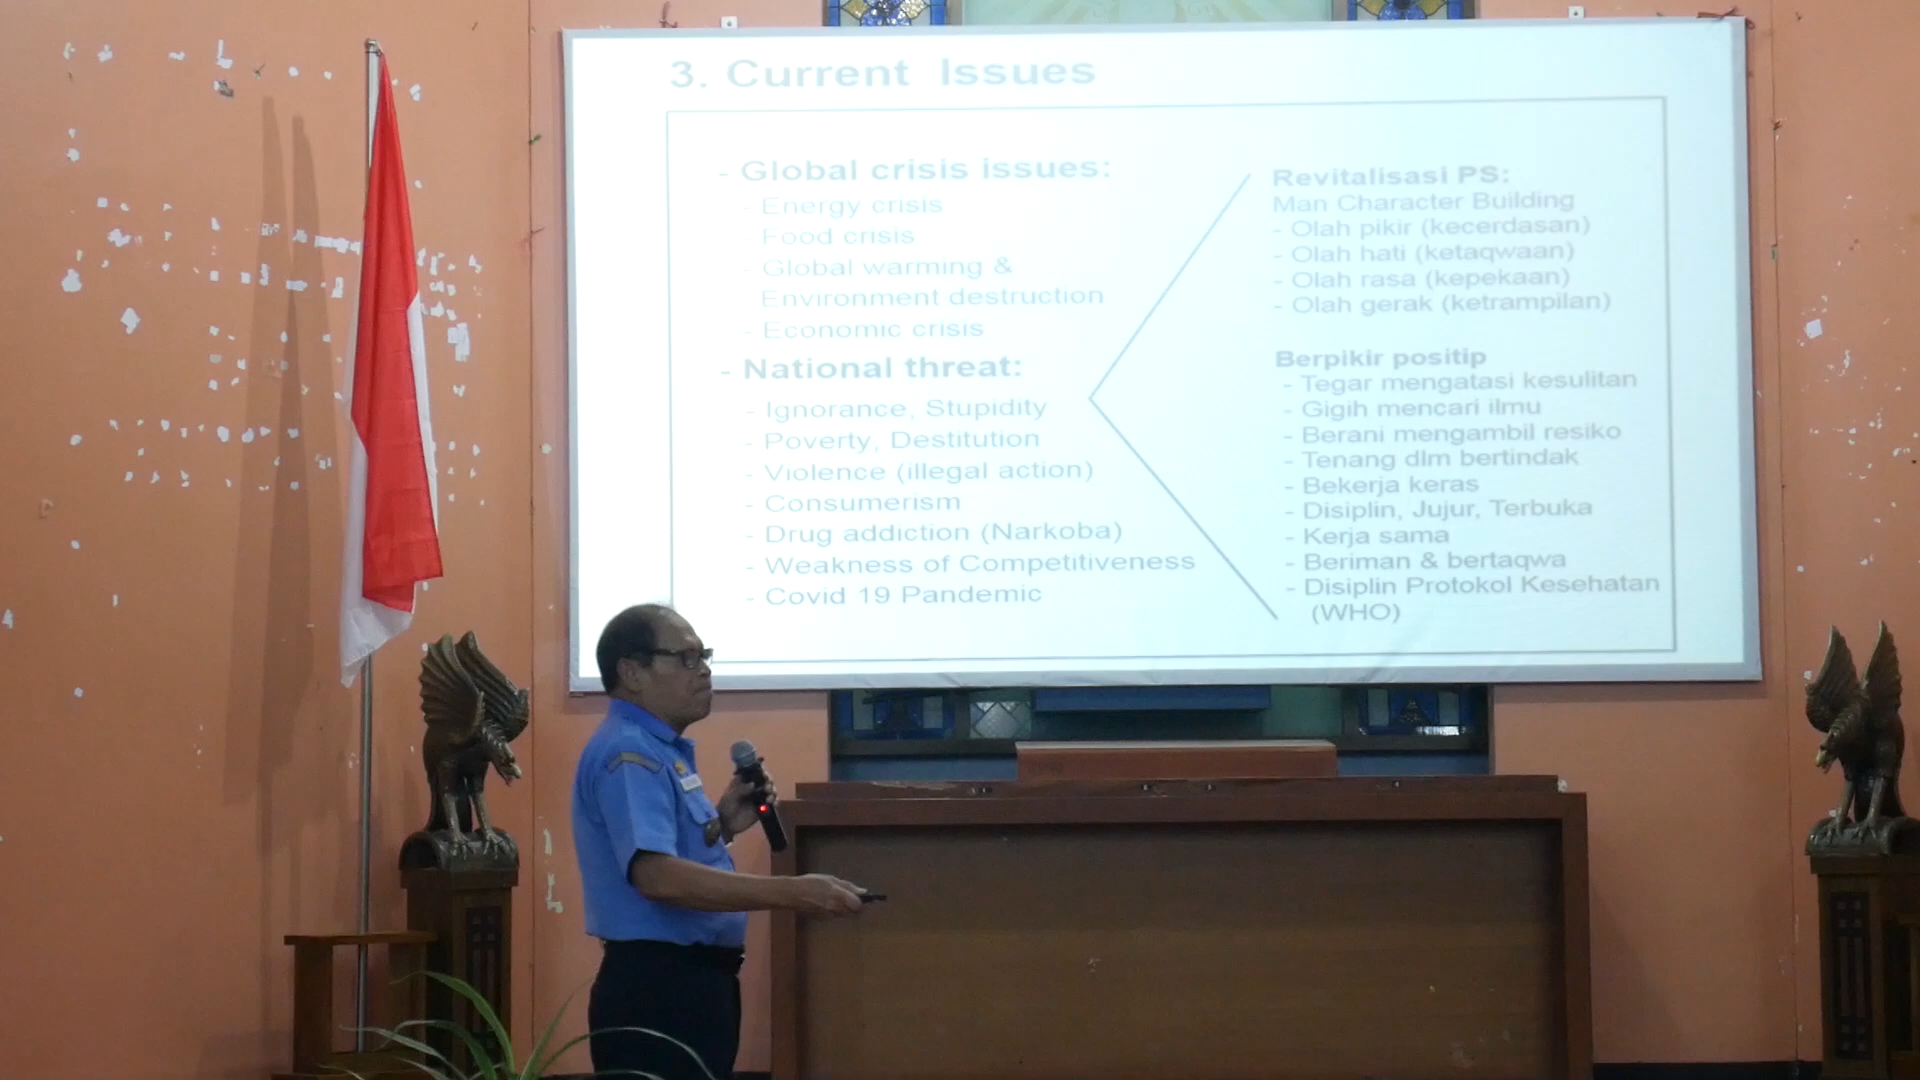 3. Current Issues
- Global crisis issues:
- Energy crisis
- Food crisis
- Global warming &
Environment destruction
- Economic crisis
- National threat:
- Ignorance, Stupidity
- Poverty, Destitution
- Violence (illegal action)
- Consumerism
- Drug addiction (Narkoba)
- Weakness of Competitiveness
- Covid 19 Pandemic
Revitalisasi PS:
Man Character Building
- Olah pikir (kecerdasan)
- Olah hati (ketaqwaan)
- Olah rasa (kepekaan)
- Olah gerak (ketrampilan)
Berpikir positip
- Tegar mengatasi kesulitan
- Gigih mencari ilmu
- Berani mengambil resiko
- Tenang dlm bertindak
- Bekerja keras
- Disiplin, Jujur, Terbuka
- Kerja sama
- Beriman & bertaqwa
- Disiplin Protokol Kesehatan
(WHO)